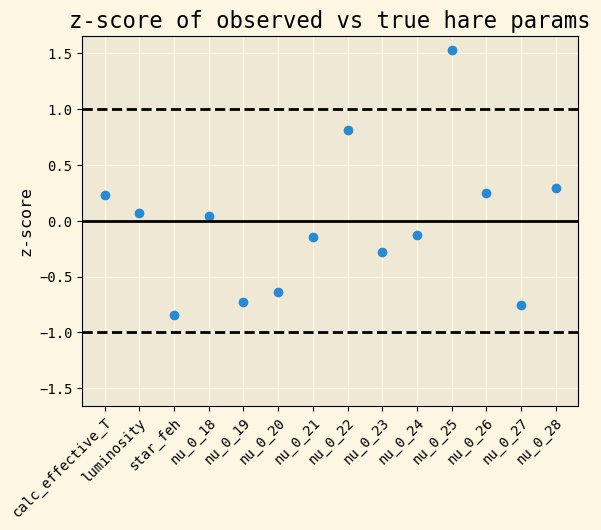 z-score of observed vs true hare params
z-score
1.5
1.0
0.5
0.0
−0.5
−1.0
−1.5
calc_effective_T
luminosity
star_feh
nu_0_18
nu_0_19
nu_0_20
nu_0_21
nu_0_22
nu_0_23
nu_0_24
nu_0_25
nu_0_26
nu_0_27
nu_0_28